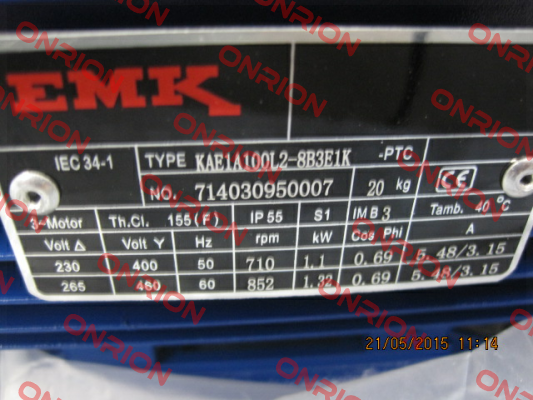 EMK
IEC 34-1 TYPE KAE1A100L2-8B3E1K -PTC
NO. 714030950007 20 kg CE
3~Motor Th.Cl. 155(F) IP 55 S1 IM B3 Tamb. 40°C
Volt Δ Volt Y Hz rpm kW Cos Phi A
230 400 50 710 1.1 0.69 5.48/3.15
265 460 60 852 1.32 0.69 5.48/3.15
21/05/2015 11:14
ONRION